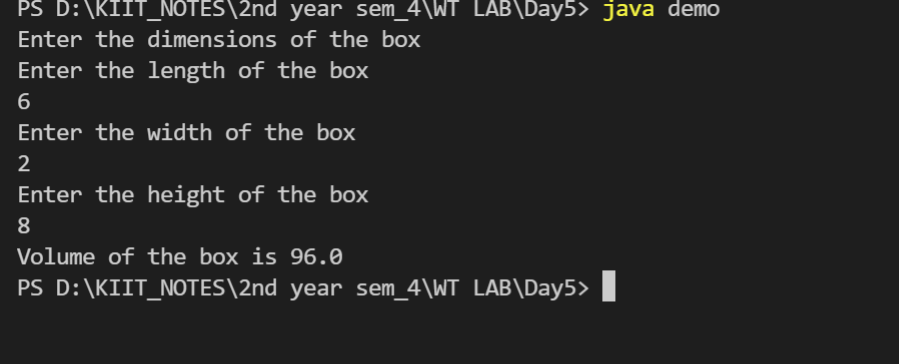 PS D:\KIIT_NOTES\2nd year sem_4\WT LAB\Day5> java demo
Enter the dimensions of the box
Enter the length of the box
6
Enter the width of the box
2
Enter the height of the box
8
Volume of the box is 96.0
PS D:\KIIT_NOTES\2nd year sem_4\WT LAB\Day5>